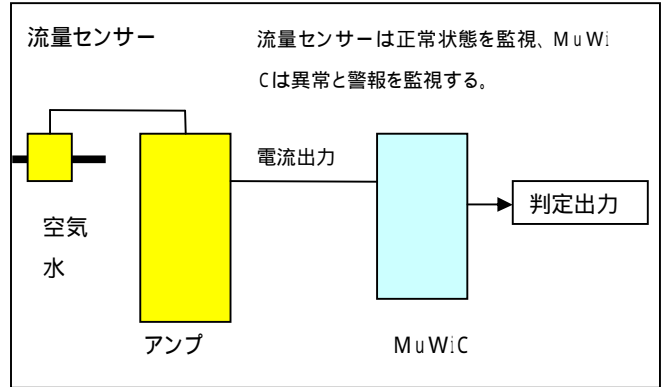 流量センサー
流量センサーは正常状態を監視、MuWi
Cは異常と警報を監視する。
電流出力
判定出力
空気
水
アンプ
MuWiC